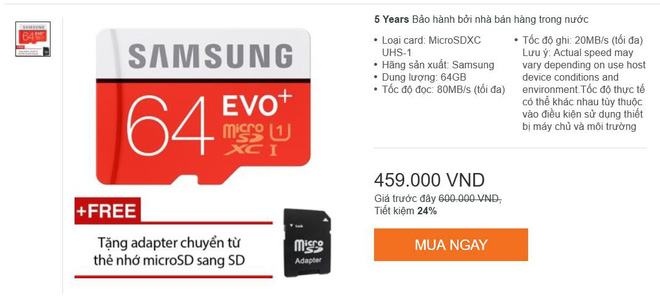 SAMSUNG
64 EVO+
micro SD XC I U1
+FREE
Tặng adapter chuyển từ
thẻ nhớ microSD sang SD
Micro SD
Adapter
5 Years Bảo hành bởi nhà bán hàng trong nước
• Loại card: MicroSDXC
UHS-1
• Hãng sản xuất: Samsung
• Dung lượng: 64GB
• Tốc độ đọc: 80MB/s (tối đa)
• Tốc độ ghi: 20MB/s (tối đa)
Lưu ý: Actual speed may
vary depending on use host
device conditions and
environment.Tốc độ thực tế
có thể khác nhau tùy thuộc
vào điều kiện sử dụng thiết
bị máy chủ và môi trường
459.000 VND
Giá trước đây 600.000 VND,
Tiết kiệm 24%
MUA NGAY